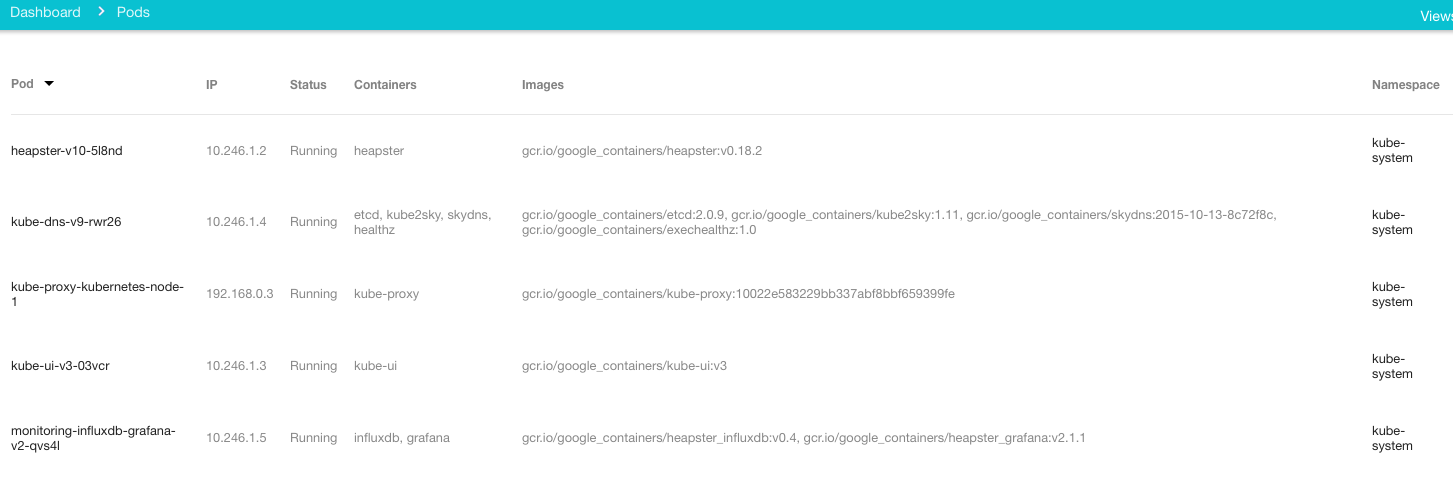 Dashboard > Pods
Views
Pod IP Status Containers Images Namespace
heapster-v10-5l8nd 10.246.1.2 Running heapster gcr.io/google_containers/heapster:v0.18.2 kube-
system
kube-dns-v9-rwr26 10.246.1.4 Running etcd, kube2sky, skydns, gcr.io/google_containers/etcd:2.0.9, gcr.io/google_containers/kube2sky:1.11, gcr.io/google_containers/skydns:2015-10-13-8c72f8c, kube-
healthz gcr.io/google_containers/exechealthz:1.0 system
kube-proxy-kubernetes-node- 192.168.0.3 Running kube-proxy gcr.io/google_containers/kube-proxy:10022e583229bb337abf8bbf659399fe kube-
1 system
kube-ui-v3-03vcr 10.246.1.3 Running kube-ui gcr.io/google_containers/kube-ui:v3 kube-
system
monitoring-influxdb-grafana- 10.246.1.5 Running influxdb, grafana gcr.io/google_containers/heapster_influxdb:v0.4, gcr.io/google_containers/heapster_grafana:v2.1.1 kube-
v2-qvs4l system